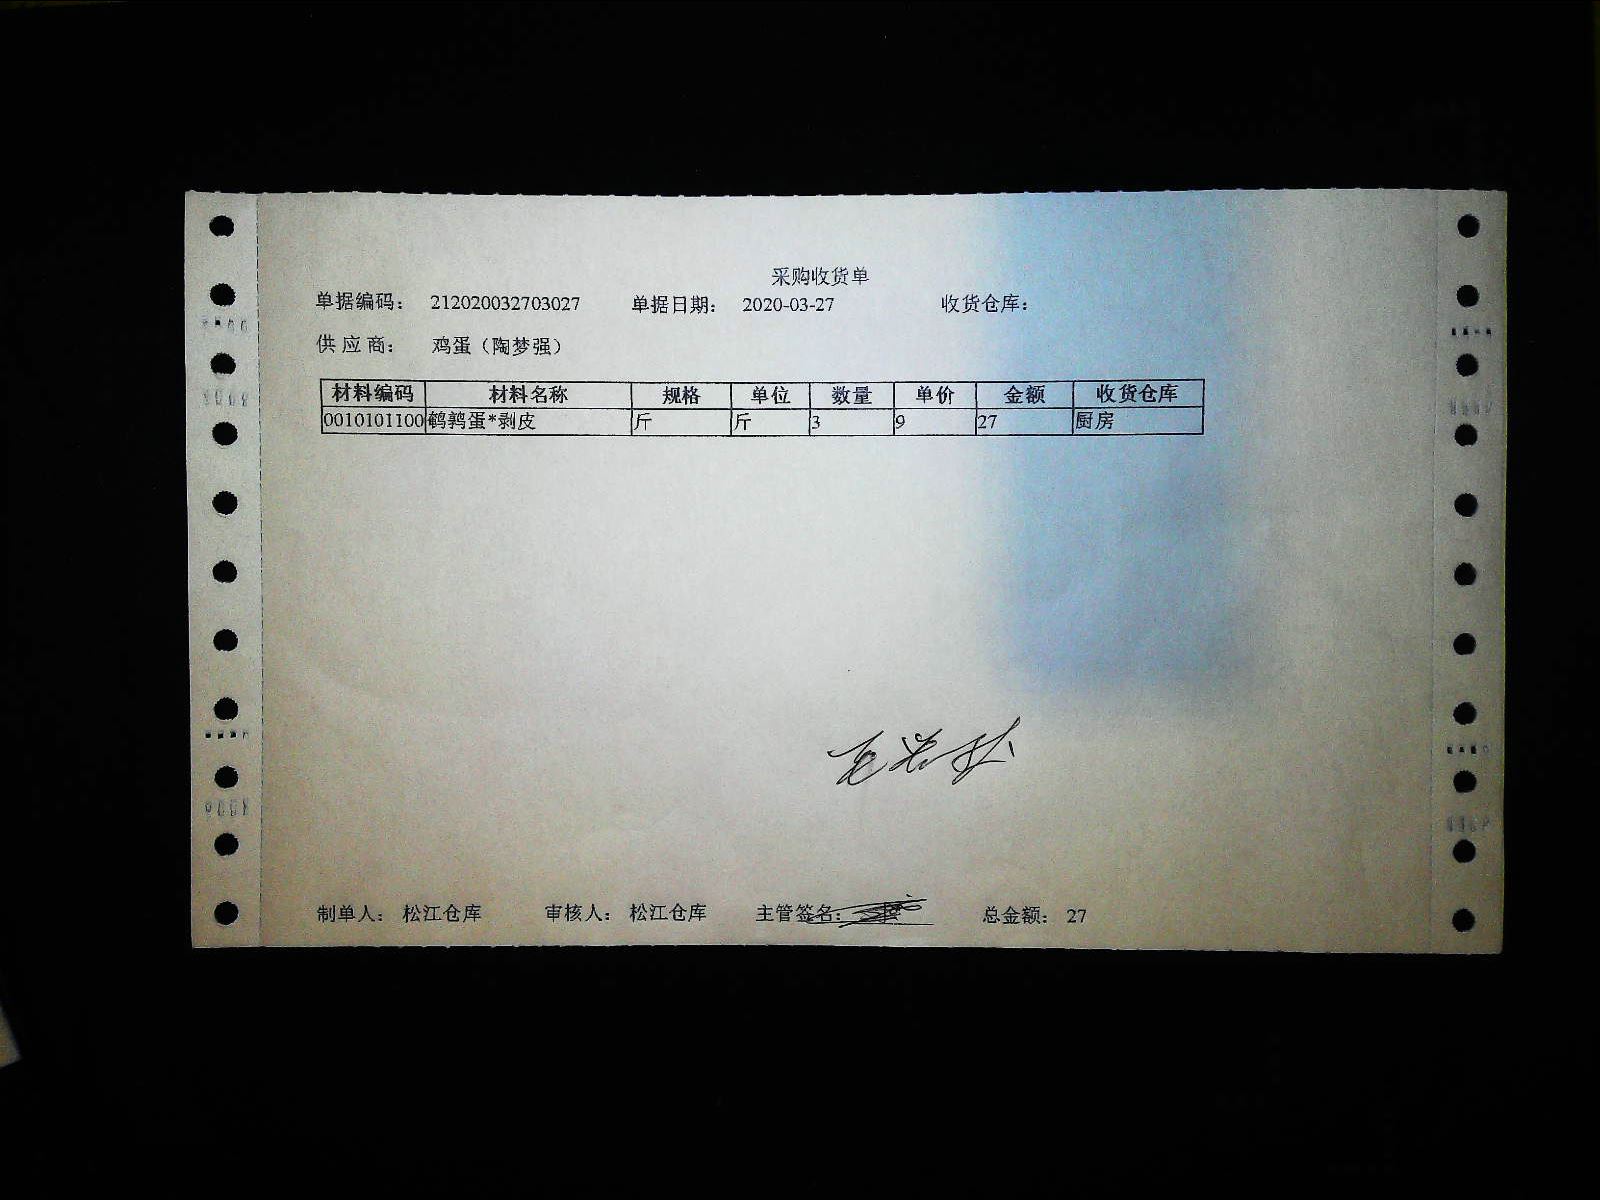 采购收货单
单据编码： 212020032703027 单据日期： 2020-03-27 收货仓库：
供应商： 鸡蛋（陶梦强）
材料编码 材料名称 规格 单位 数量 单价 金额 收货仓库
0010101100 鹌鹑蛋*剥皮 斤 斤 3 9 27 厨房
制单人： 松江仓库 审核人： 松江仓库 主管签名： 总金额： 27